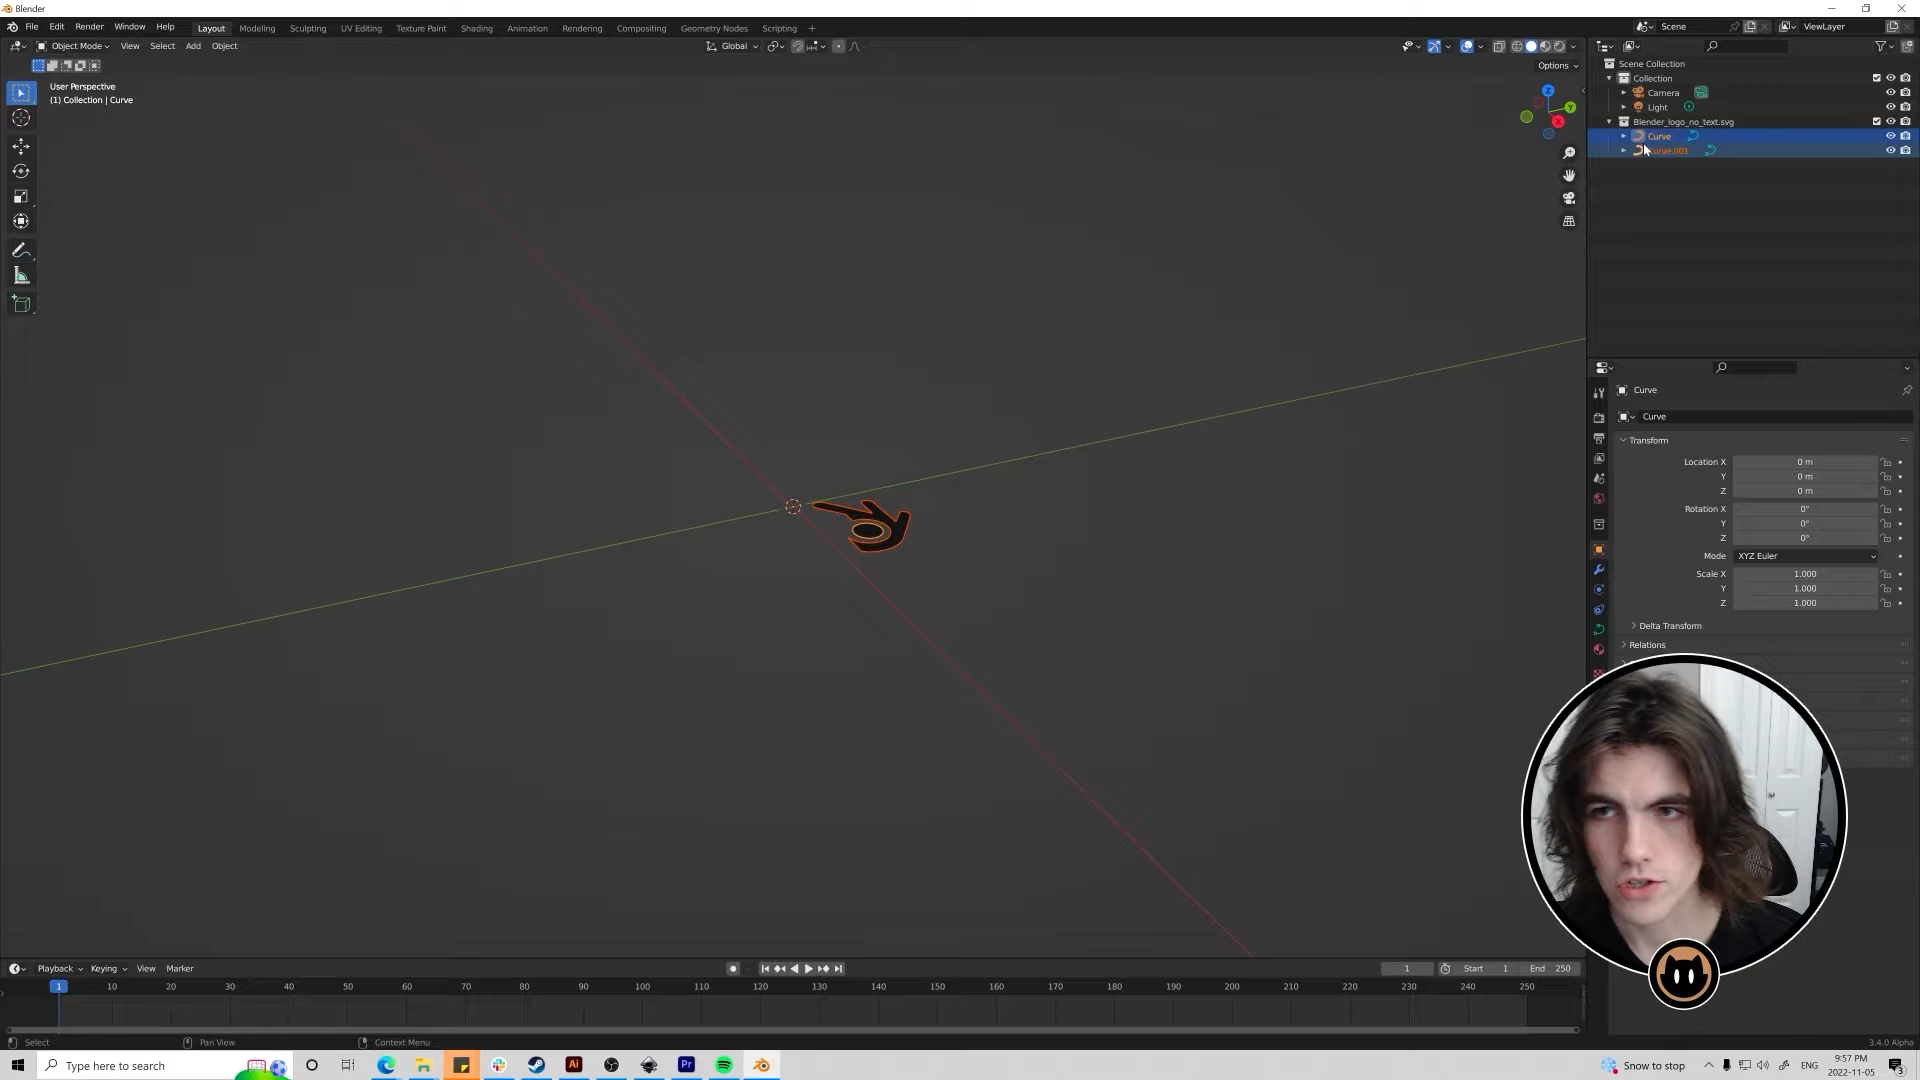 Blender
File Edit Render Window Help
Layout Modeling Sculpting UV Editing Texture Paint Shading Animation Rendering Compositing Geometry Nodes Scripting +
Scene
ViewLayer
Object Mode View Select Add Object
Global
Options
User Perspective
(1) Collection | Curve
Z
Y
X
Scene Collection
Collection
Camera
Light
Blender_logo_no_text.svg
Curve
Curve.001
Curve
Curve
Transform
Location X 0 m
Y 0 m
Z 0 m
Rotation X 0°
Y 0°
Z 0°
Mode XYZ Euler
Scale X 1.000
Y 1.000
Z 1.000
Delta Transform
Relations
Playback Keying View Marker
1 Start 1 End 250
1 10 20 30 40 50 60 70 80 90 100 110 120 130 140 150 160 170 180 190 200 210 220 230 240 250
Select Pan View Context Menu
3.4.0 Alpha
Type here to search
Ai
Pr
Snow to stop
ENG
9:57 PM
2022-11-05
3